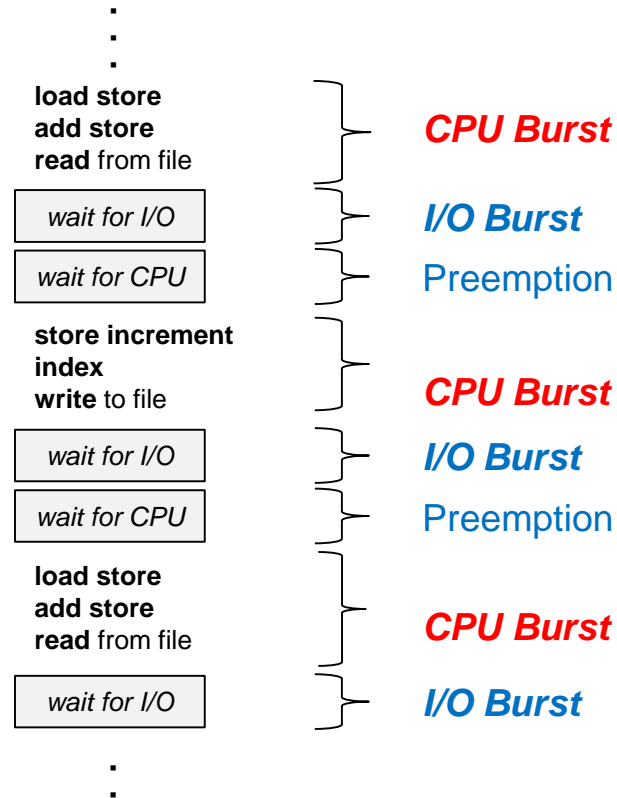 load store
add store
read from file
CPU Burst
wait for I/O
I/O Burst
wait for CPU
Preemption
store increment
index
write to file
CPU Burst
wait for I/O
I/O Burst
wait for CPU
Preemption
load store
add store
read from file
CPU Burst
wait for I/O
I/O Burst